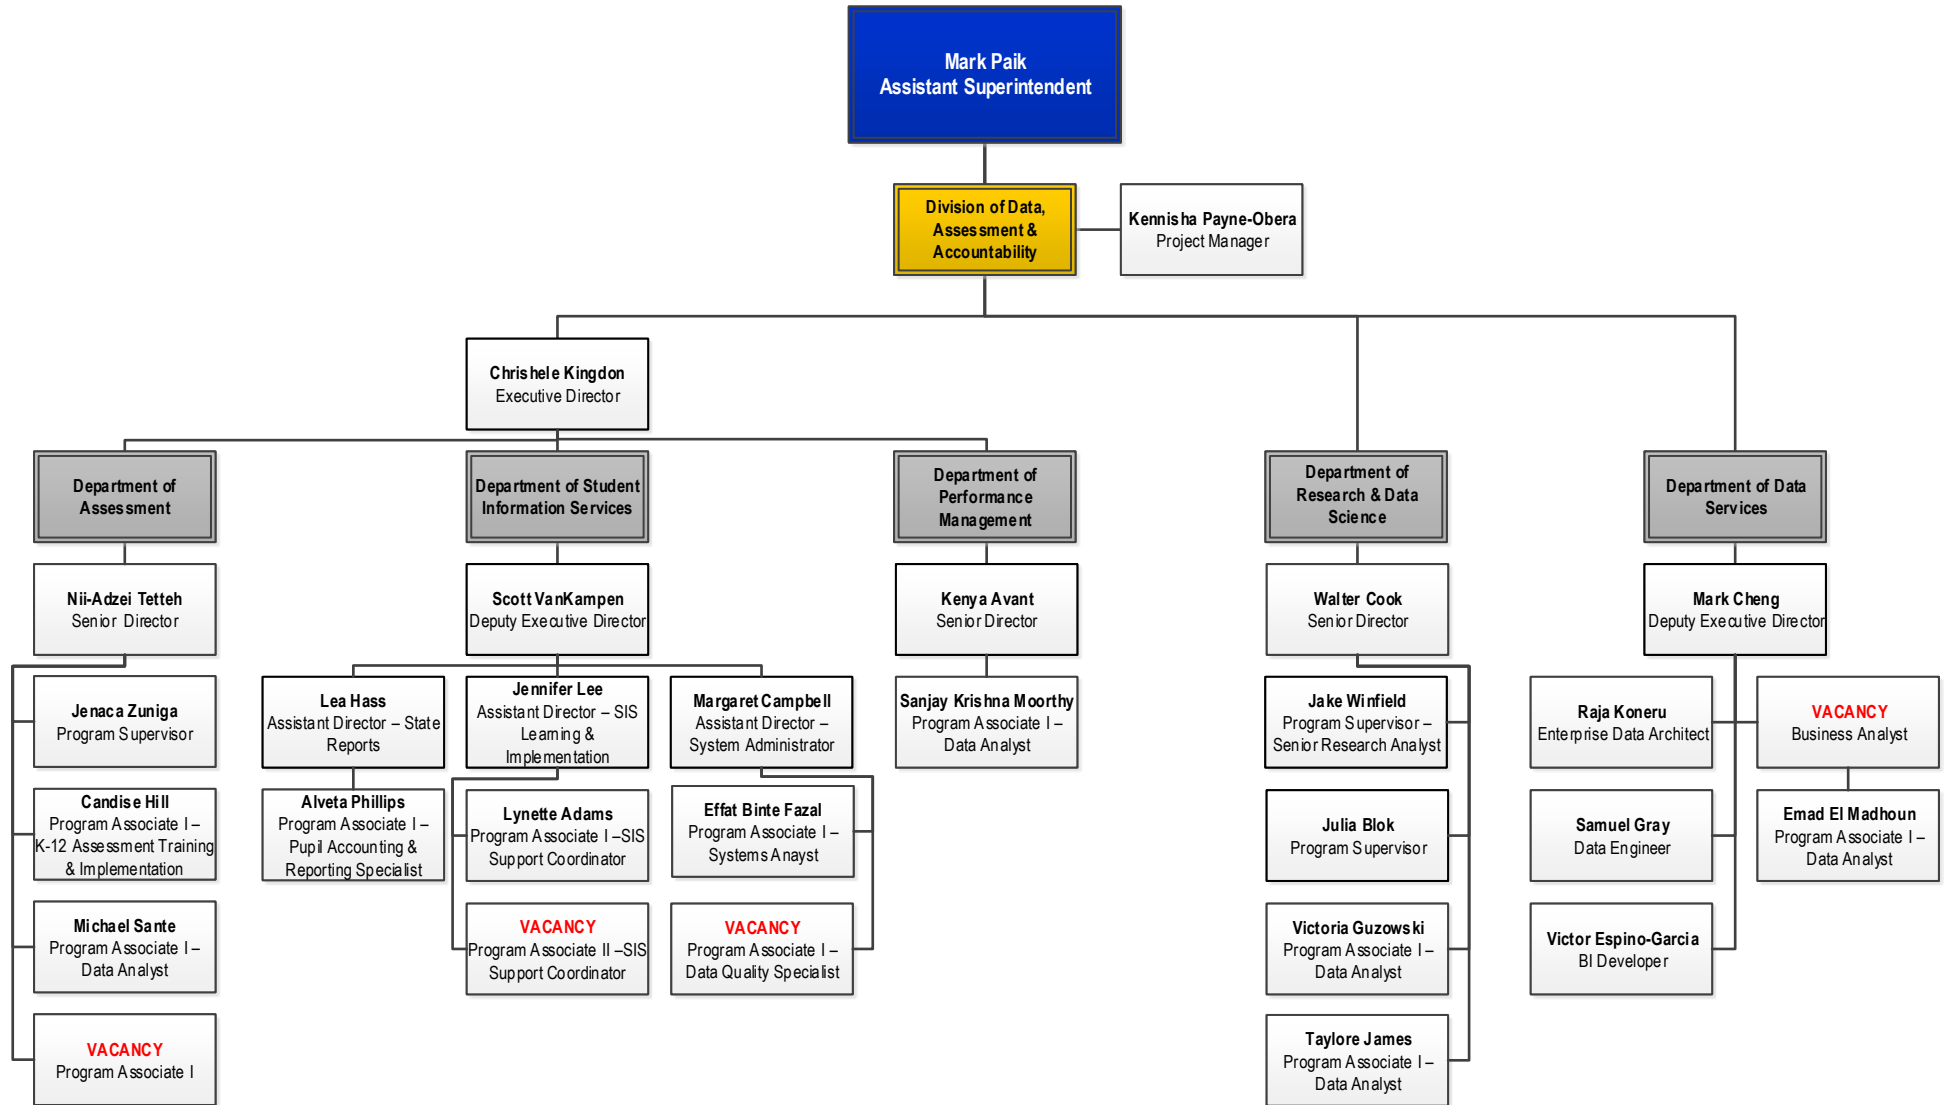 Mark Paik
Assistant Superintendent
Division of Data,
Assessment &
Accountability
Kennisha Payne-Obera
Project Manager
Chrishele Kingdon
Executive Director
Department of
Assessment
Department of Student
Information Services
Department of
Performance
Management
Department of
Research & Data
Science
Department of Data
Services
Nii-Adzei Tetteh
Senior Director
Scott VanKampen
Deputy Executive Director
Kenya Avant
Senior Director
Walter Cook
Senior Director
Mark Cheng
Deputy Executive Director
Jenaca Zuniga
Program Supervisor
Lea Hass
Assistant Director – State
Reports
Jennifer Lee
Assistant Director – SIS
Learning &
Implementation
Margaret Campbell
Assistant Director –
System Administrator
Sanjay Krishna Moorthy
Program Associate I –
Data Analyst
Jake Winfield
Program Supervisor –
Senior Research Analyst
Raja Koneru
Enterprise Data Architect
VACANCY
Business Analyst
Candise Hill
Program Associate I –
K-12 Assessment Training
& Implementation
Alveta Phillips
Program Associate I –
Pupil Accounting &
Reporting Specialist
Lynette Adams
Program Associate I –SIS
Support Coordinator
Effat Binte Fazal
Program Associate I –
Systems Anayst
Julia Blok
Program Supervisor
Samuel Gray
Data Engineer
Emad El Madhoun
Program Associate I –
Data Analyst
Michael Sante
Program Associate I –
Data Analyst
VACANCY
Program Associate II –SIS
Support Coordinator
VACANCY
Program Associate I –
Data Quality Specialist
Victoria Guzowski
Program Associate I –
Data Analyst
Victor Espino-Garcia
BI Developer
VACANCY
Program Associate I
Taylore James
Program Associate I –
Data Analyst